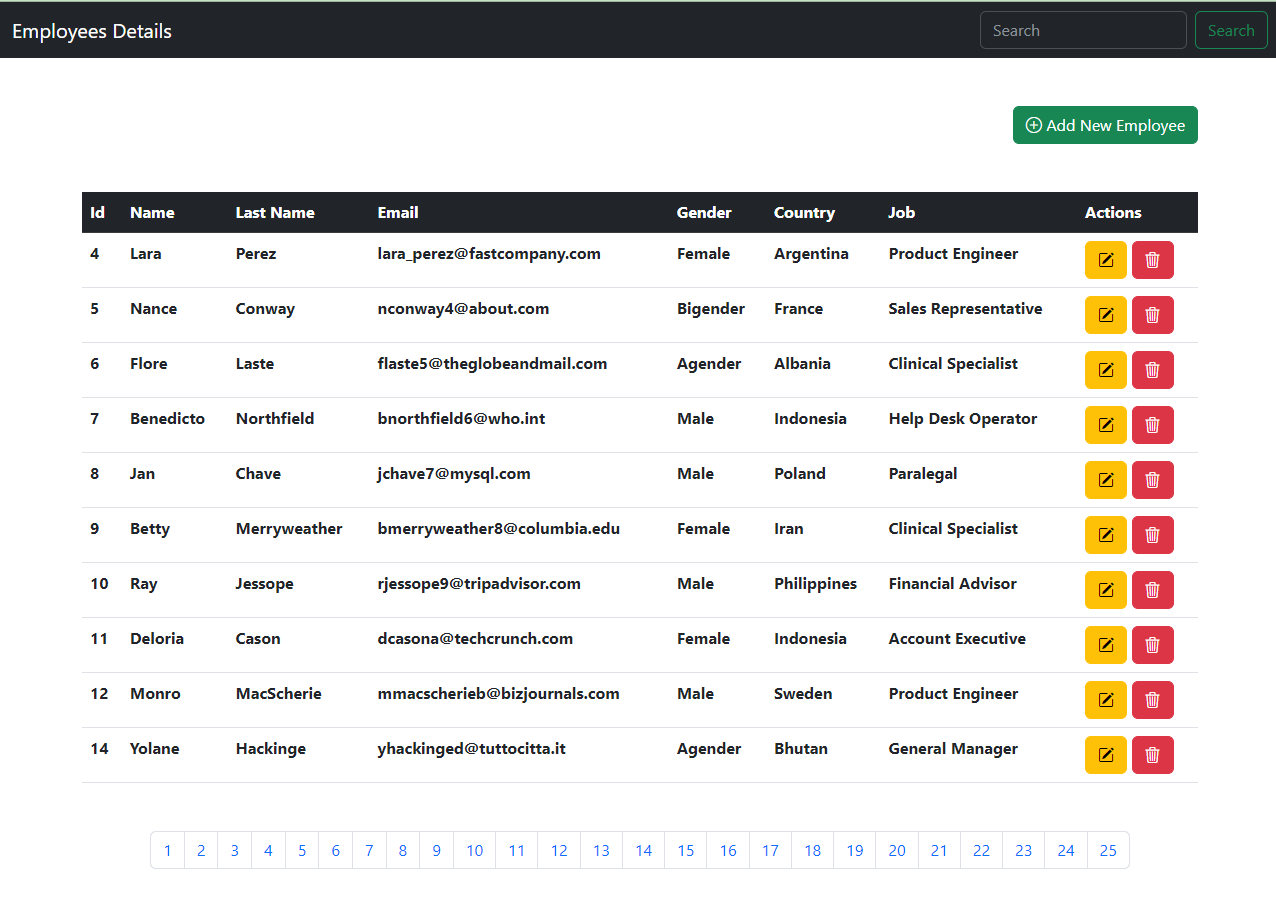 Employees Details Search Search
Add New Employee
Id Name Last Name Email Gender Country Job Actions
4 Lara Perez lara_perez@fastcompany.com Female Argentina Product Engineer
5 Nance Conway nconway4@about.com Bigender France Sales Representative
6 Flore Laste flaste5@theglobeandmail.com Agender Albania Clinical Specialist
7 Benedicto Northfield bnorthfield6@who.int Male Indonesia Help Desk Operator
8 Jan Chave jchave7@mysql.com Male Poland Paralegal
9 Betty Merryweather bmerryweather8@columbia.edu Female Iran Clinical Specialist
10 Ray Jessope rjessope9@tripadvisor.com Male Philippines Financial Advisor
11 Deloria Cason dcasona@techcrunch.com Female Indonesia Account Executive
12 Monro MacScherie mmacscherieb@bizjournals.com Male Sweden Product Engineer
14 Yolane Hackinge yhackinged@tuttocitta.it Agender Bhutan General Manager
1 2 3 4 5 6 7 8 9 10 11 12 13 14 15 16 17 18 19 20 21 22 23 24 25